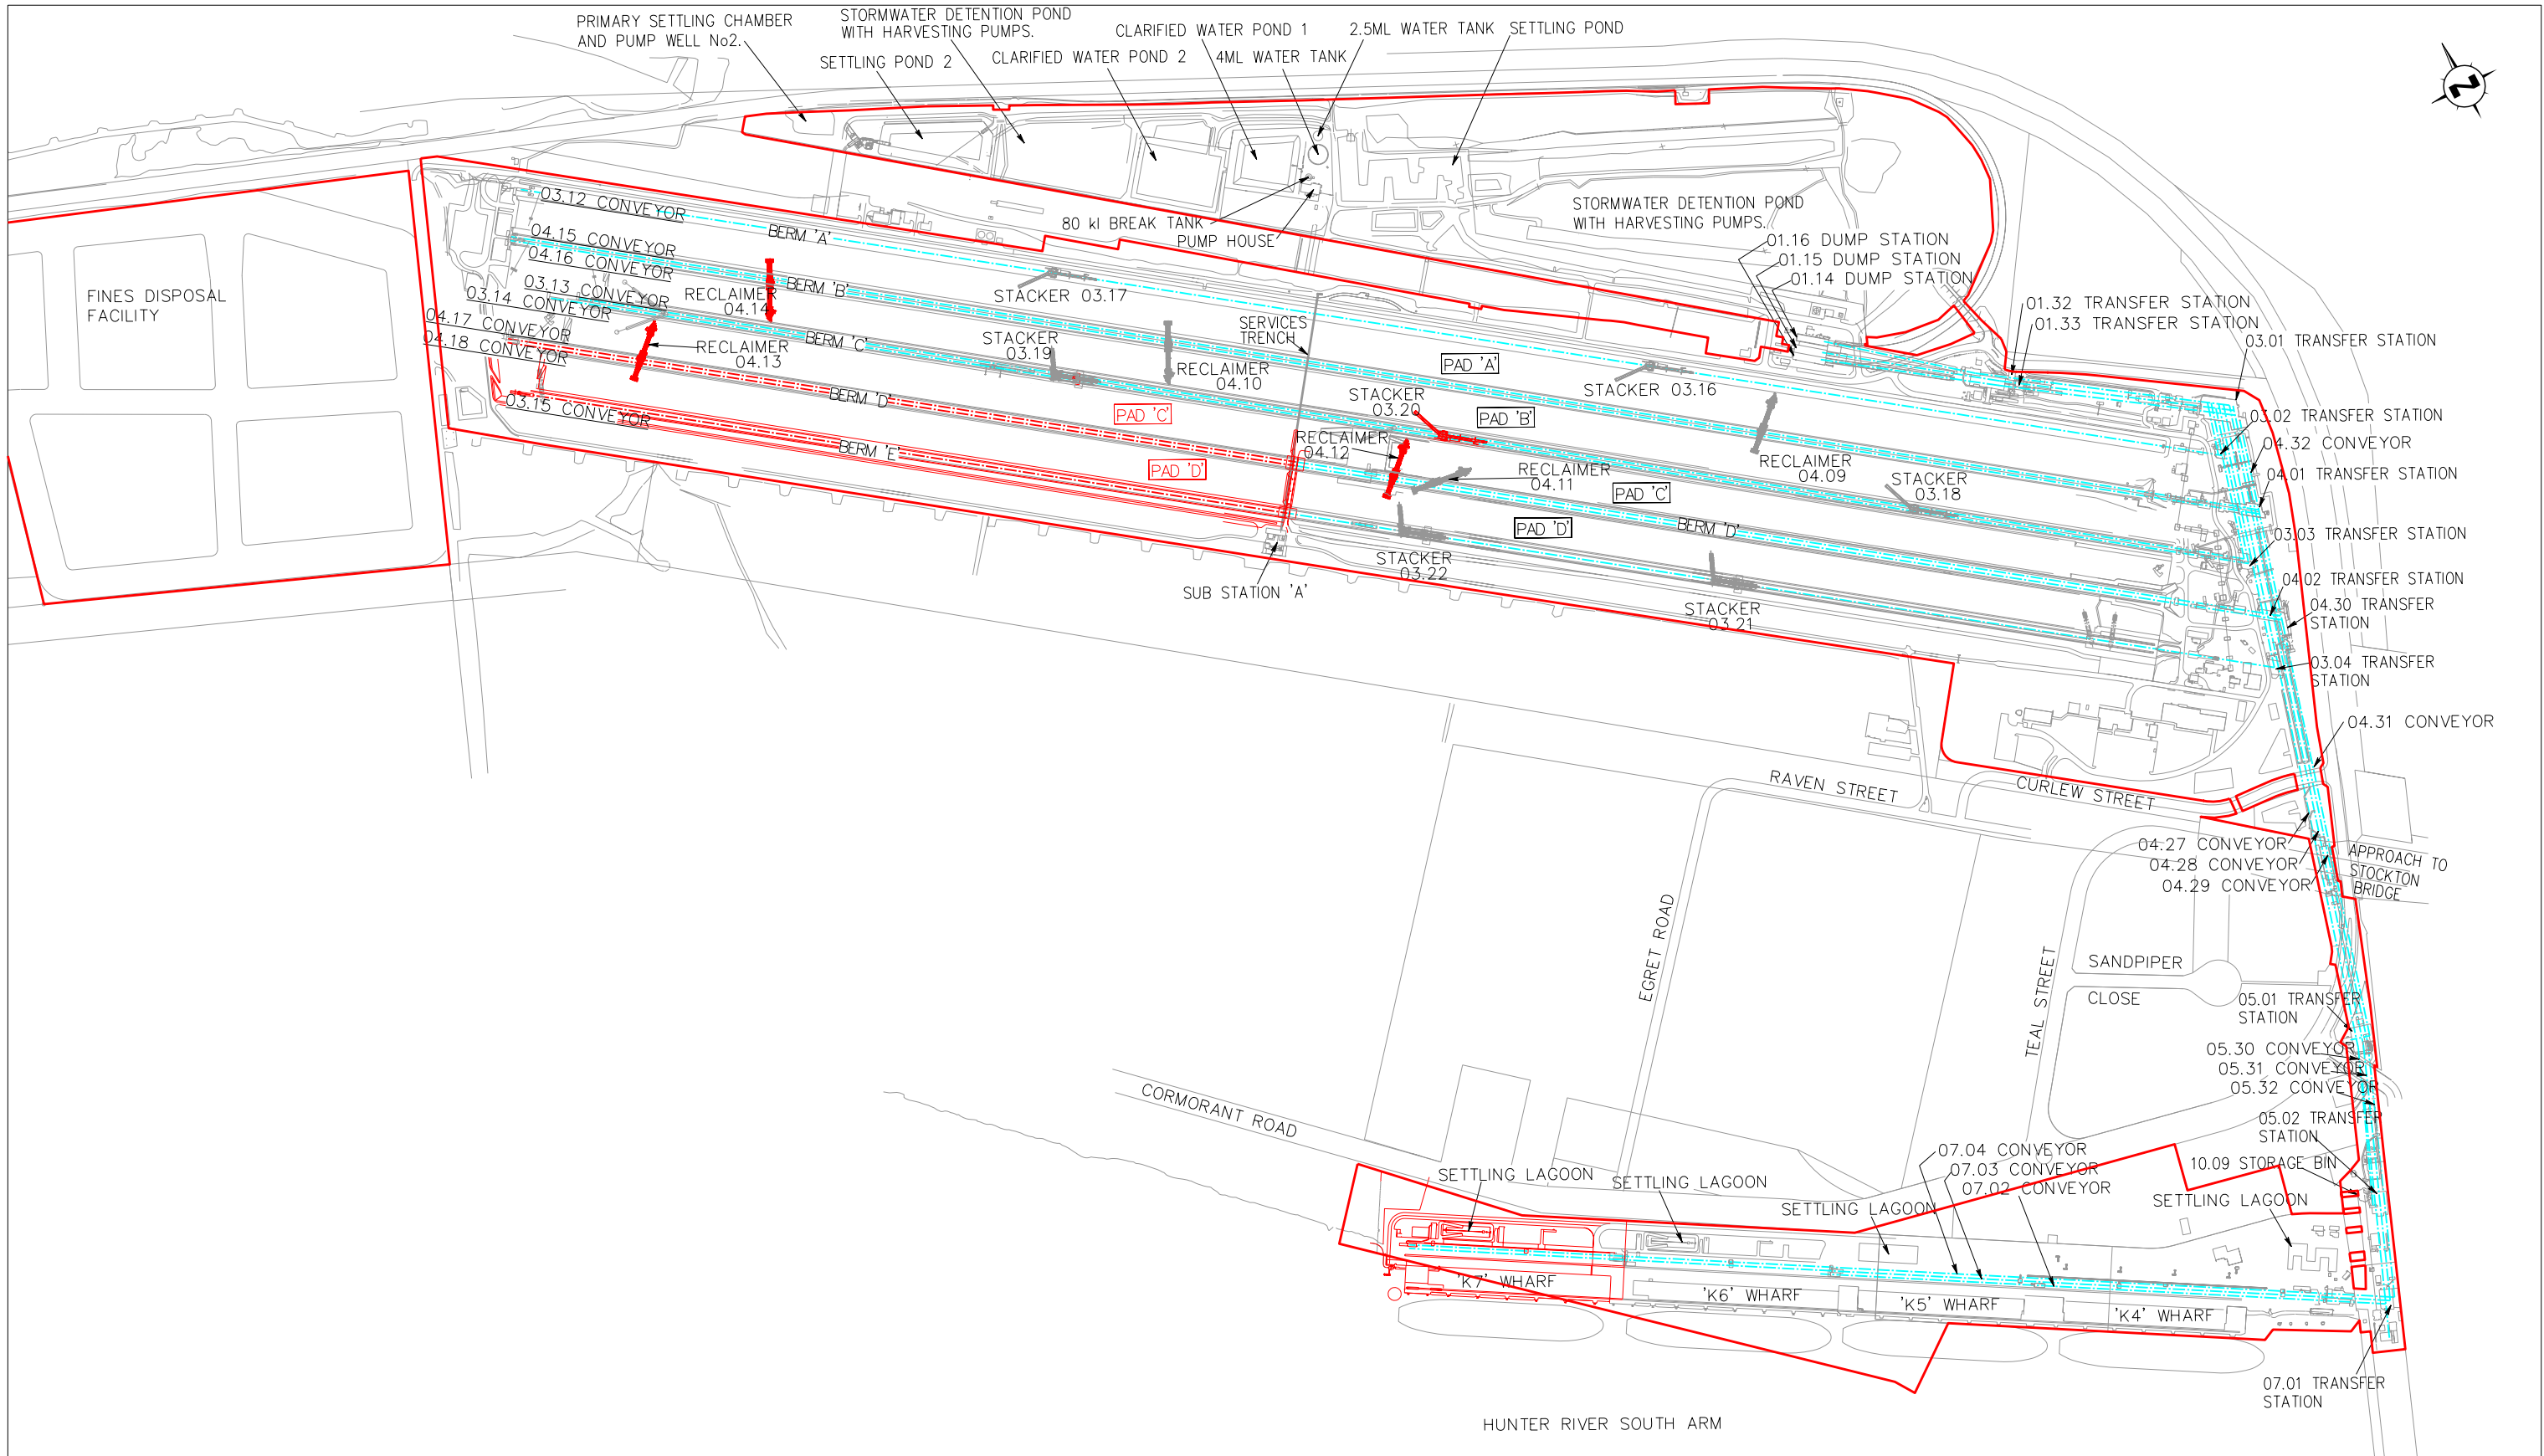 PRIMARY SETTLING CHAMBER
AND PUMP WELL No2.
STORMWATER DETENTION POND
WITH HARVESTING PUMPS.
SETTLING POND 2
CLARIFIED WATER POND 2
CLARIFIED WATER POND 1
4ML WATER TANK
2.5ML WATER TANK
SETTLING POND
N
80 kl BREAK TANK
PUMP HOUSE
STORMWATER DETENTION POND
WITH HARVESTING PUMPS.
01.16 DUMP STATION
01.15 DUMP STATION
01.14 DUMP STATION
01.32 TRANSFER STATION
01.33 TRANSFER STATION
03.01 TRANSFER STATION
03.02 TRANSFER STATION
04.32 CONVEYOR
04.01 TRANSFER STATION
03.03 TRANSFER STATION
04.02 TRANSFER STATION
04.30 TRANSFER
STATION
03.04 TRANSFER
STATION
04.31 CONVEYOR
FINES DISPOSAL
FACILITY
03.12 CONVEYOR
04.15 CONVEYOR
04.16 CONVEYOR
03.13 CONVEYOR
03.14 CONVEYOR
04.17 CONVEYOR
04.18 CONVEYOR
03.15 CONVEYOR
BERM 'A'
BERM 'B'
BERM 'C'
BERM 'D'
BERM 'E'
RECLAIMER
04.14
RECLAIMER
04.13
STACKER 03.17
STACKER
03.19
RECLAIMER
04.10
SERVICES
TRENCH
PAD 'A'
PAD 'B'
PAD 'C'
PAD 'D'
STACKER
03.20
RECLAIMER
04.12
RECLAIMER
04.11
STACKER 03.16
RECLAIMER
04.09
STACKER
03.18
PAD 'C'
PAD 'D'
BERM 'D'
STACKER
03.22
STACKER
03.21
SUB STATION 'A'
RAVEN STREET
CURLEW STREET
04.27 CONVEYOR
04.28 CONVEYOR
04.29 CONVEYOR
APPROACH TO
STOCKTON
BRIDGE
EGRET ROAD
TEAL STREET
SANDPIPER
CLOSE
05.01 TRANSFER
STATION
05.30 CONVEYOR
05.31 CONVEYOR
05.32 CONVEYOR
05.02 TRANSFER
STATION
10.09 STORAGE BIN
SETTLING LAGOON
CORMORANT ROAD
SETTLING LAGOON
SETTLING LAGOON
SETTLING LAGOON
07.04 CONVEYOR
07.03 CONVEYOR
07.02 CONVEYOR
'K7' WHARF
'K6' WHARF
'K5' WHARF
'K4' WHARF
07.01 TRANSFER
STATION
HUNTER RIVER SOUTH ARM